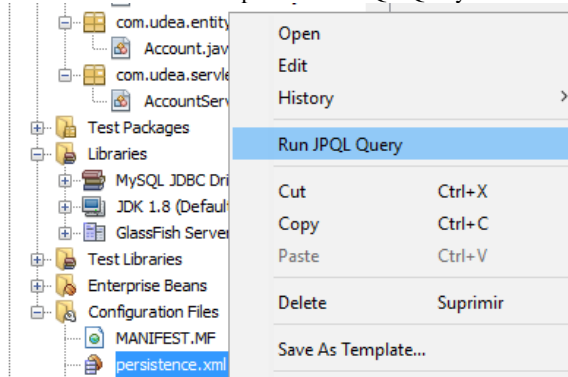 com.udea.entity
Account.jav
com.udea.servle
AccountServ
Test Packages
Libraries
MySQL JDBC Dri
JDK 1.8 (Defaul
GlassFish Server
Test Libraries
Enterprise Beans
Configuration Files
MANIFEST.MF
persistence.xml
Open
Edit
History
Run JPQL Query
Cut Ctrl+X
Copy Ctrl+C
Paste Ctrl+V
Delete Suprimir
Save As Template...